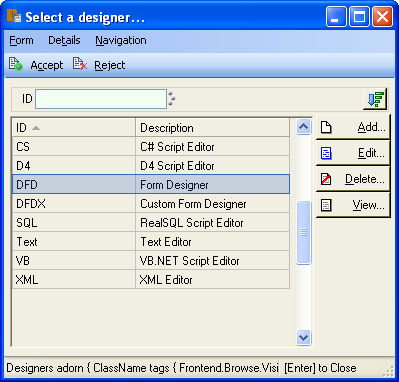 Select a designer...
Form Details Navigation
Accept Reject
ID
ID Description
CS C# Script Editor
D4 D4 Script Editor
DFD Form Designer
DFDX Custom Form Designer
SQL RealSQL Script Editor
Text Text Editor
VB VB.NET Script Editor
XML XML Editor
Add...
Edit...
Delete...
View...
Designers adorn { ClassName tags { Frontend.Browse.Visi [Enter] to Close